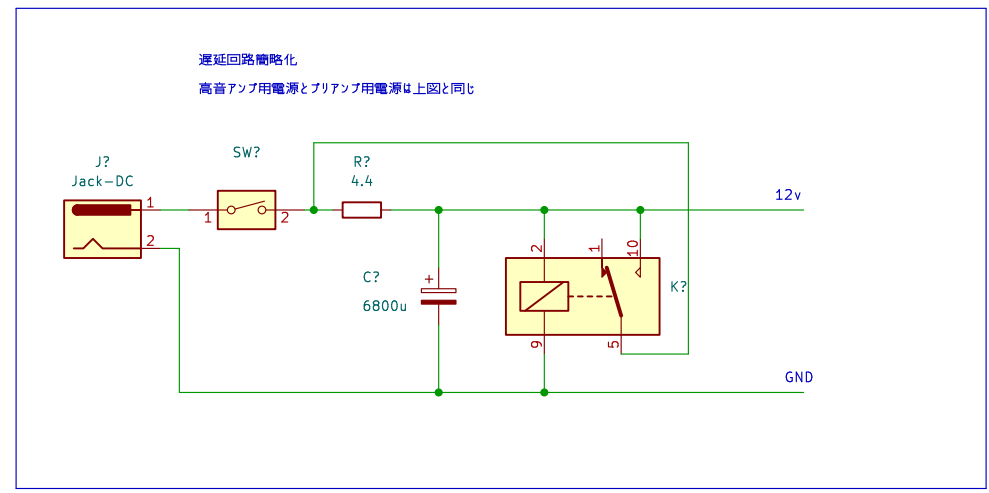 遅延回路簡略化
高音アンプ用電源とプリアンプ用電源は上図と同じ
SW?
J?
R?
Jack-DC
4.4
12v
1
1
2
2
2
1
10
C?
+
K?
6800u
9
5
GND